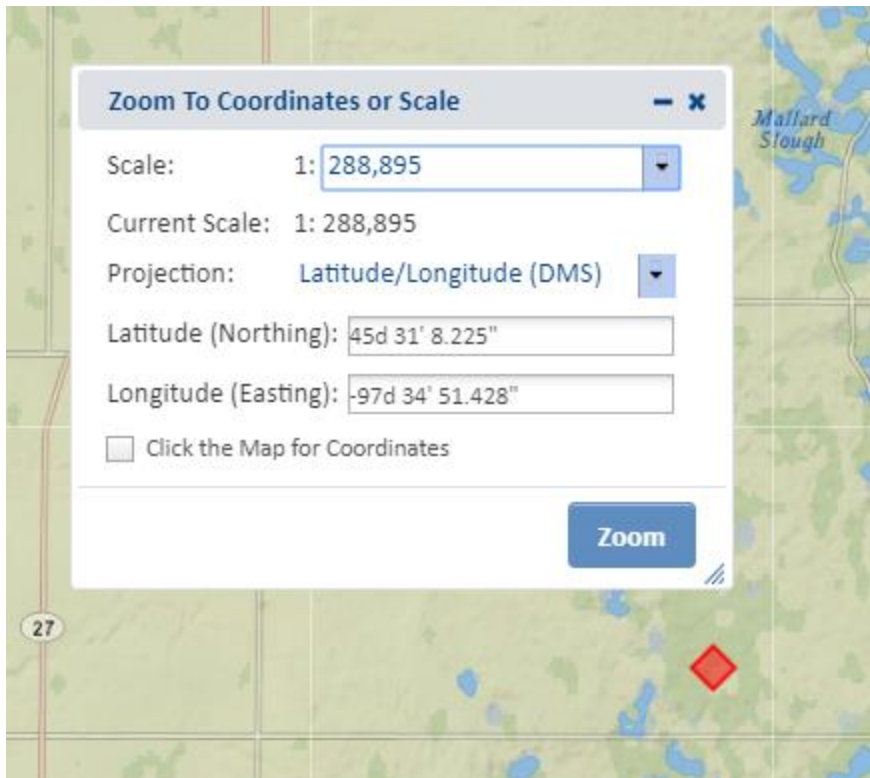 Zoom To Coordinates or Scale
Mallard
Slough
Scale: 1: 288,895
Current Scale: 1: 288,895
Projection: Latitude/Longitude (DMS)
Latitude (Northing): 45d 31' 8.225"
Longitude (Easting): -97d 34' 51.428"
Click the Map for Coordinates
Zoom
27